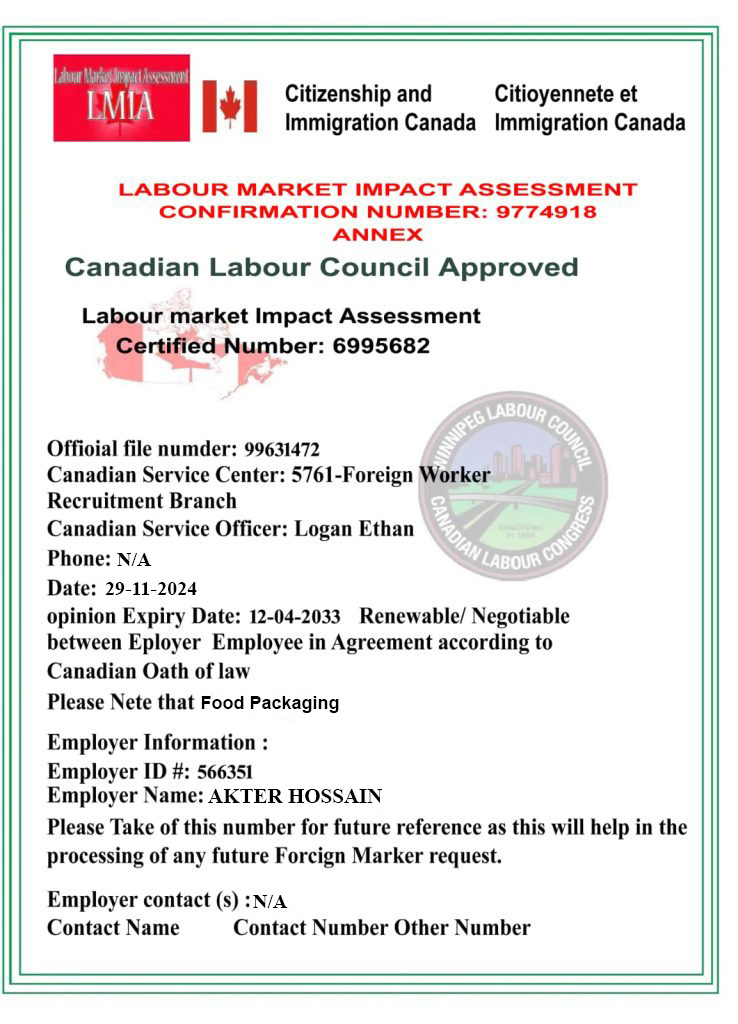 Labour Market Impact Assessment
LMIA
Citizenship and
Immigration Canada
Citioyennete et
Immigration Canada
LABOUR MARKET IMPACT ASSESSMENT
CONFIRMATION NUMBER: 9774918
ANNEX
Canadian Labour Council Approved
Labour market Impact Assessment
Certified Number: 6995682
WINNIPEG LABOUR COUNCIL
Established
In 1894
CANADIAN LABOUR CONGRESS
Offioial file numder: 99631472
Canadian Service Center: 5761-Foreign Worker
Recruitment Branch
Canadian Service Officer: Logan Ethan
Phone: N/A
Date: 29-11-2024
opinion Expiry Date: 12-04-2033 Renewable/ Negotiable
between Eployer Employee in Agreement according to
Canadian Oath of law
Please Nete that Food Packaging
Employer Information :
Employer ID #: 566351
Employer Name: AKTER HOSSAIN
Please Take of this number for future reference as this will help in the
processing of any future Forcign Marker request.
Employer contact (s) : N/A
Contact Name Contact Number Other Number